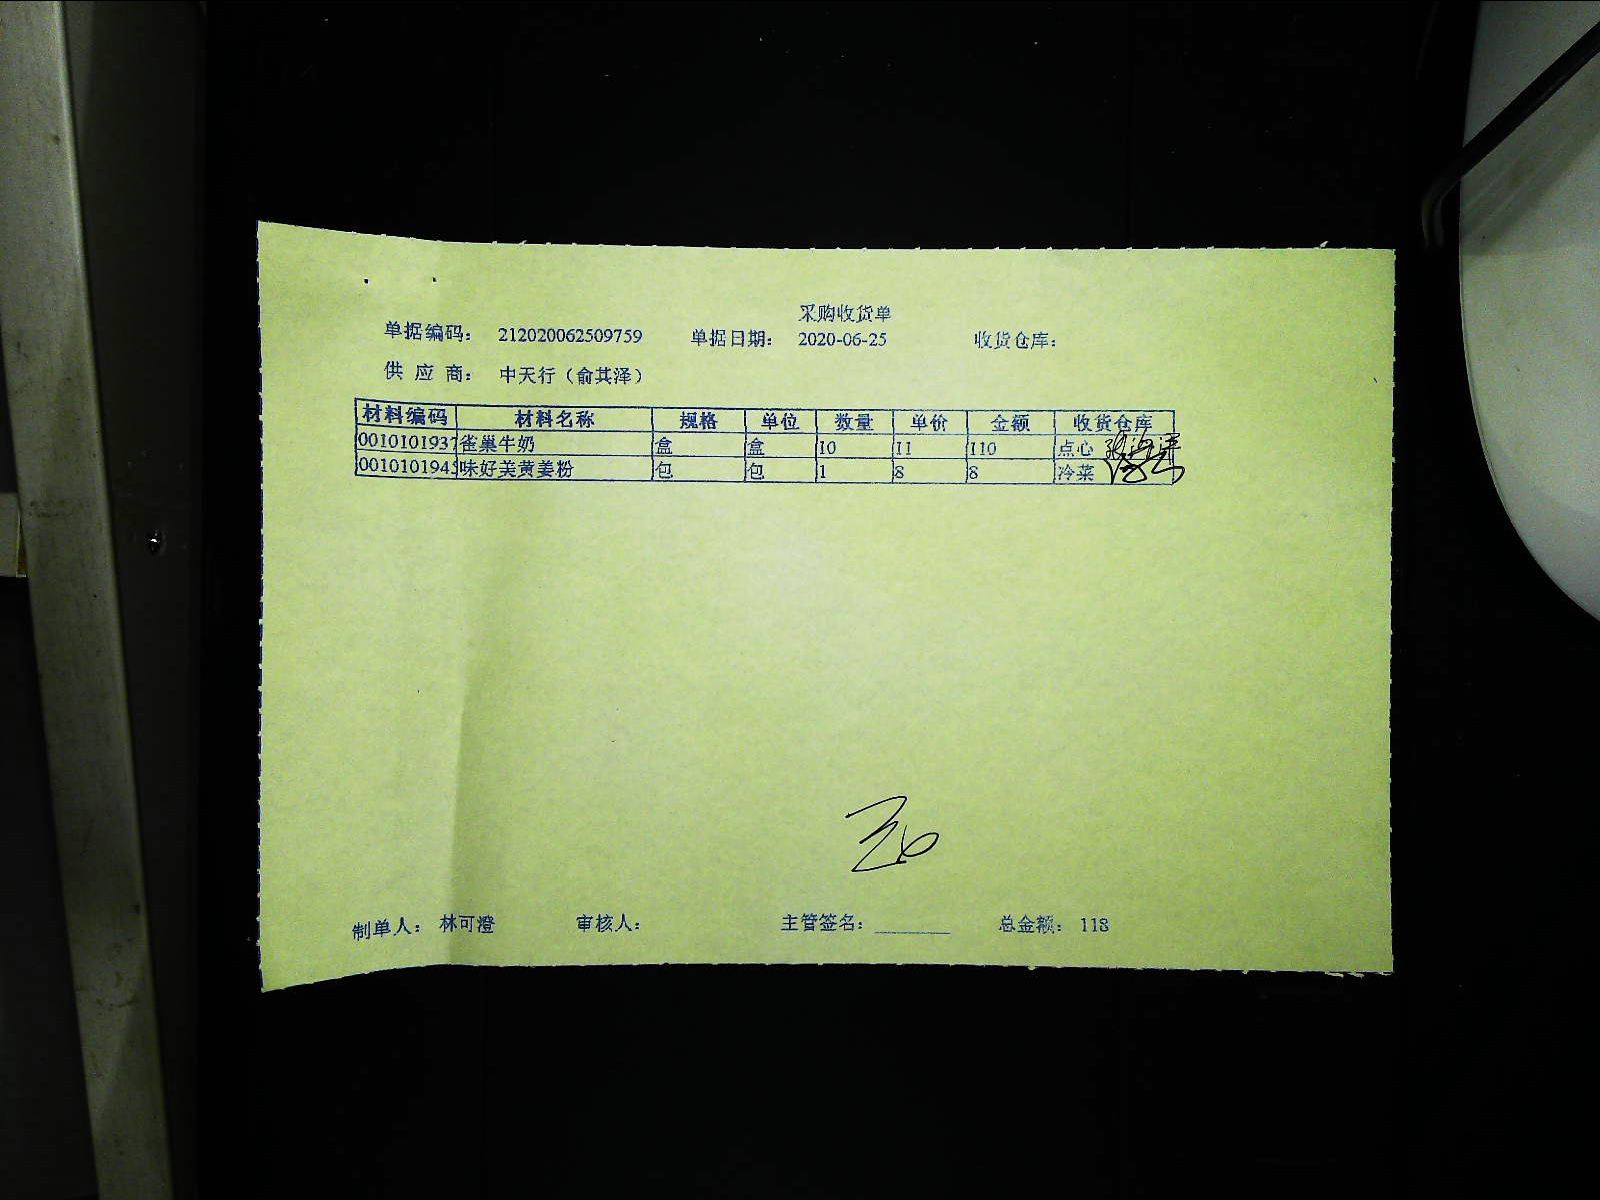 采购收货单
单据编码: 212020062509759 单据日期: 2020-06-25 收货仓库:
供 应 商: 中天行（俞其泽）
材料编码 材料名称 规格 单位 数量 单价 金额 收货仓库
0010101937 雀巢牛奶 盒 盒 10 11 110 点心
0010101945 味好美黄姜粉 包 包 1 8 8 冷菜
制单人: 林可澄 审核人: 主管签名: 总金额: 118